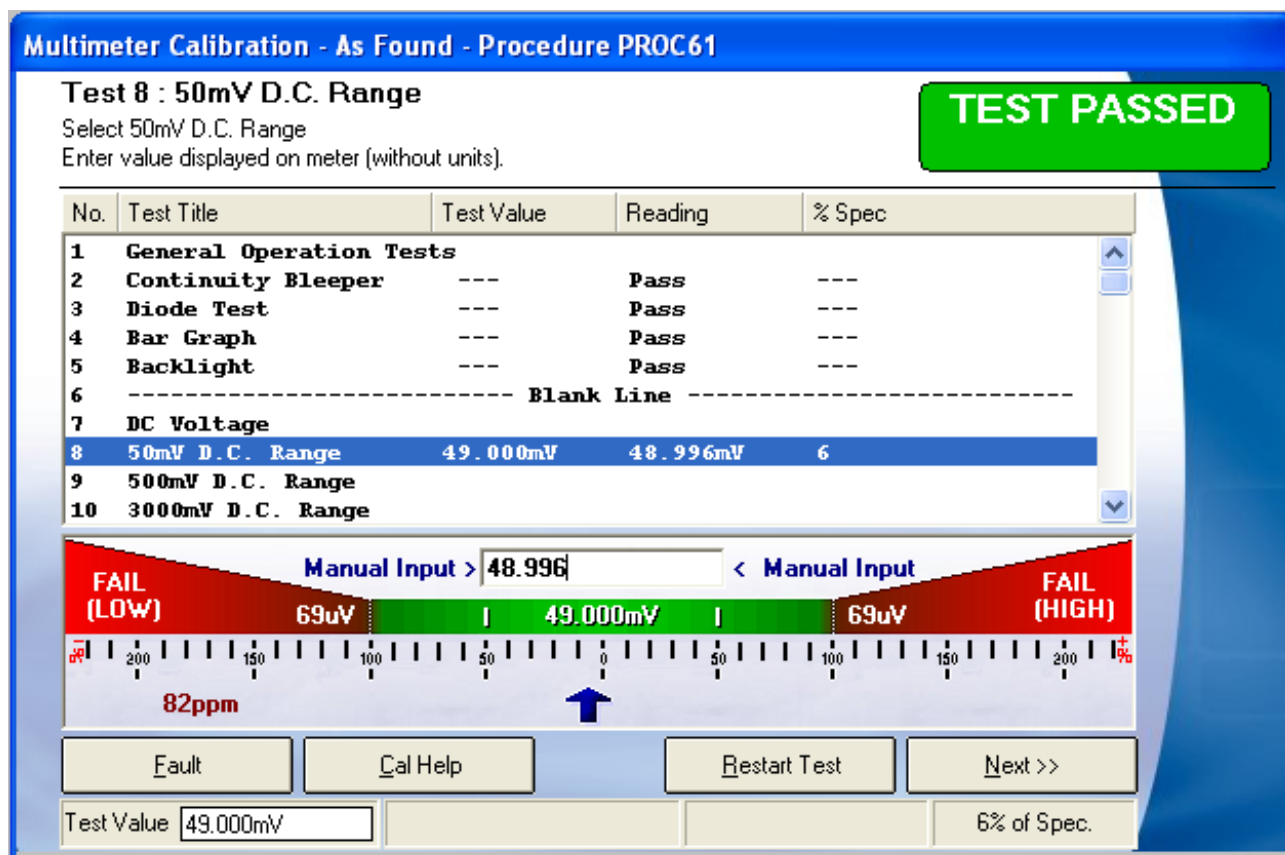 Multimeter Calibration - As Found - Procedure PROC61
Test 8 : 50mV D.C. Range
TEST PASSED
Select 50mV D.C. Range
Enter value displayed on meter (without units).
No. Test Title Test Value Reading % Spec
1 General Operation Tests
2 Continuity Bleeper --- Pass ---
3 Diode Test --- Pass ---
4 Bar Graph --- Pass ---
5 Backlight --- Pass ---
6 --------------------------- Blank Line ---------------------------
7 DC Voltage
8 50mV D.C. Range 49.000mV 48.996mV 6
9 500mV D.C. Range
10 3000mV D.C. Range
Manual Input > 48.996 < Manual Input
FAIL (LOW) 69uV 49.000mV 69uV FAIL (HIGH)
-% 200 150 100 50 0 50 100 150 200 +%
82ppm
Fault Cal Help Restart Test Next >>
Test Value 49.000mV 6% of Spec.